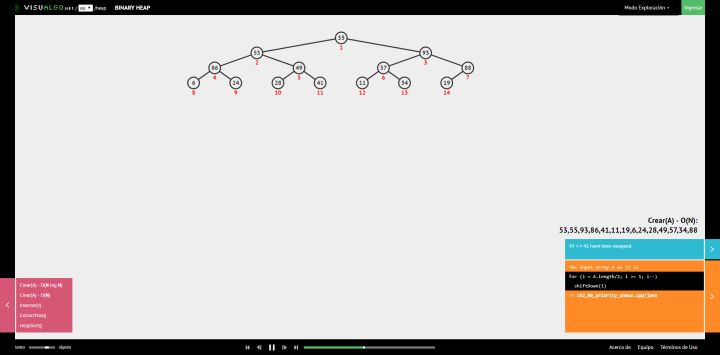 VISUALGO.NET / es /heap BINARY HEAP Modo Exploración Ingresar
53
1
55 93
2 3
86 57 88
4 6 7
49
5
6 24 28 41 11 34 19
8 9 10 11 12 13 14
Crear(A) - O(N):
53,55,93,86,41,11,19,6,24,28,49,57,34,88
49 <-> 41 have been swapped.
The input array A as it is
for (i = A.length/2; i >= 1; i--)
shiftDown(i)
// ch2_06_priority_queue.cpp/java
Crear(A) - O(N log N)
Crear(A) - O(N)
Insertar(v)
ExtractMax()
HeapSort()
lento rápido Acerca de Equipo Términos de Uso